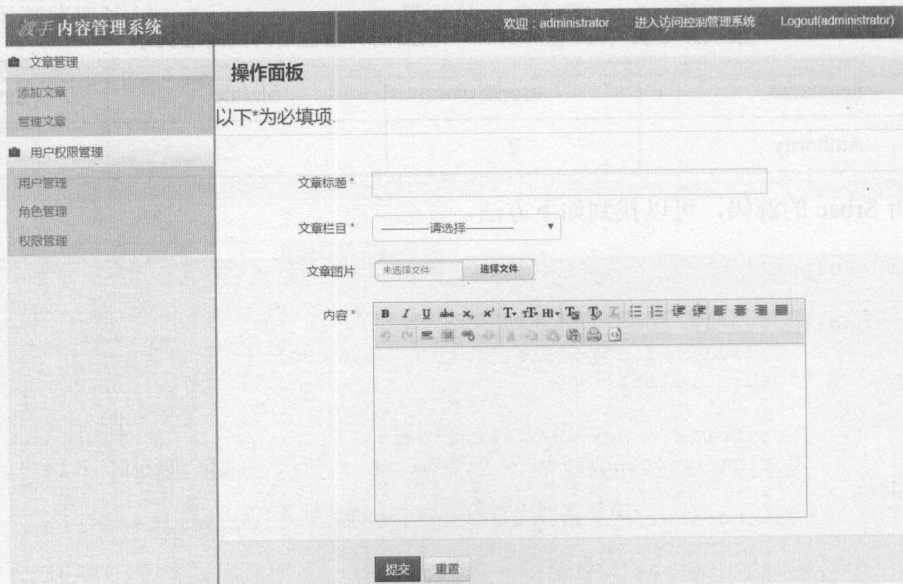 渡手 内容管理系统
欢迎：administrator 进入访问控制管理系统 Logout(administrator)
文章管理
添加文章
管理文章
用户权限管理
用户管理
角色管理
权限管理
操作面板
以下*为必填项.
文章标题 *
文章栏目 * ————请选择————
文章图片 未选择文件 选择文件
内容 *
提交 重置